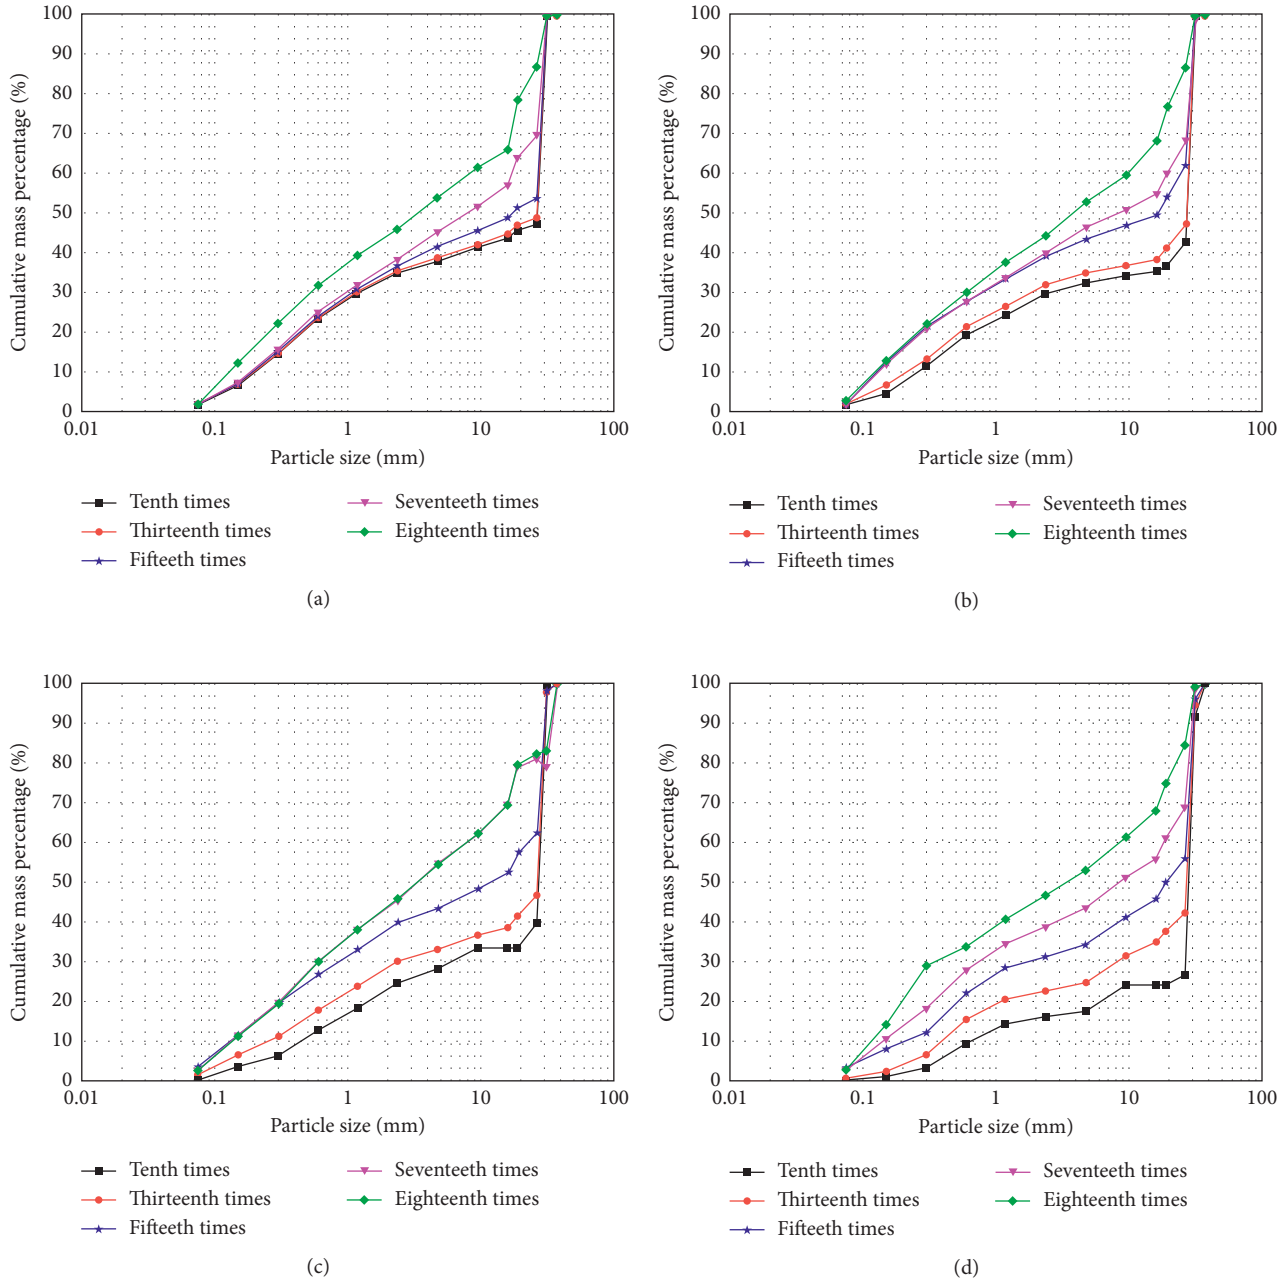 100
90
80
70
60
50
40
30
20
10
0
Cumulative mass percentage (%)
0.01 0.1 1 10 100
Particle size (mm)
Tenth times
Thirteenth times
Fifteeth times
Seventeeth times
Eighteenth times
(a)
100
90
80
70
60
50
40
30
20
10
0
Cumulative mass percentage (%)
0.01 0.1 1 10 100
Particle size (mm)
Tenth times
Thirteenth times
Fifteeth times
Seventeeth times
Eighteenth times
(b)
100
90
80
70
60
50
40
30
20
10
0
Cumulative mass percentage (%)
0.01 0.1 1 10 100
Particle size (mm)
Tenth times
Thirteenth times
Fifteeth times
Seventeeth times
Eighteenth times
(c)
100
90
80
70
60
50
40
30
20
10
0
Cumulative mass percentage (%)
0.01 0.1 1 10 100
Particle size (mm)
Tenth times
Thirteenth times
Fifteeth times
Seventeeth times
Eighteenth times
(d)